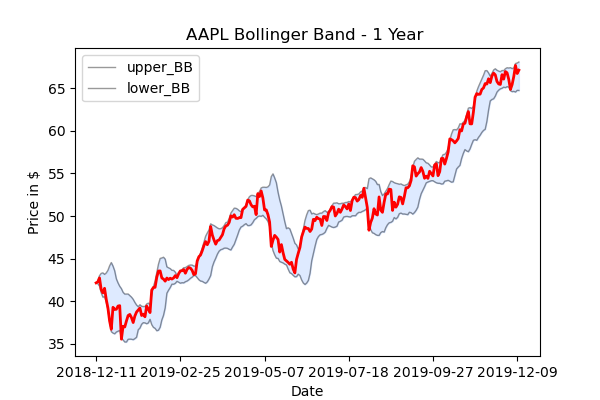 AAPL Bollinger Band - 1 Year
upper_BB
lower_BB
Price in $
65
60
55
50
45
40
35
2018-12-11 2019-02-25 2019-05-07 2019-07-18 2019-09-27 2019-12-09
Date